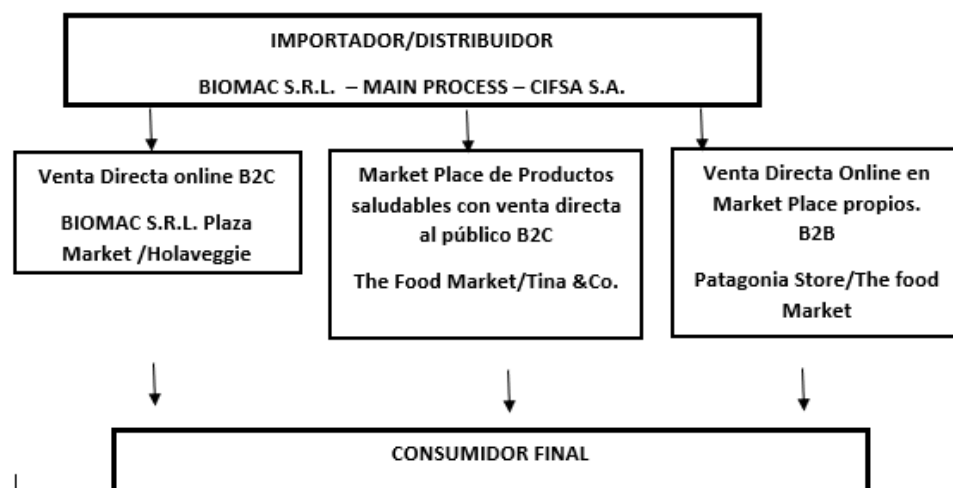 IMPORTADOR/DISTRIBUIDOR
BIOMAC S.R.L. – MAIN PROCESS – CIFSA S.A.
Venta Directa online B2C
BIOMAC S.R.L. Plaza
Market /Holaveggie
Market Place de Productos
saludables con venta directa
al público B2C
The Food Market/Tina &Co.
Venta Directa Online en
Market Place propios.
B2B
Patagonia Store/The food
Market
CONSUMIDOR FINAL